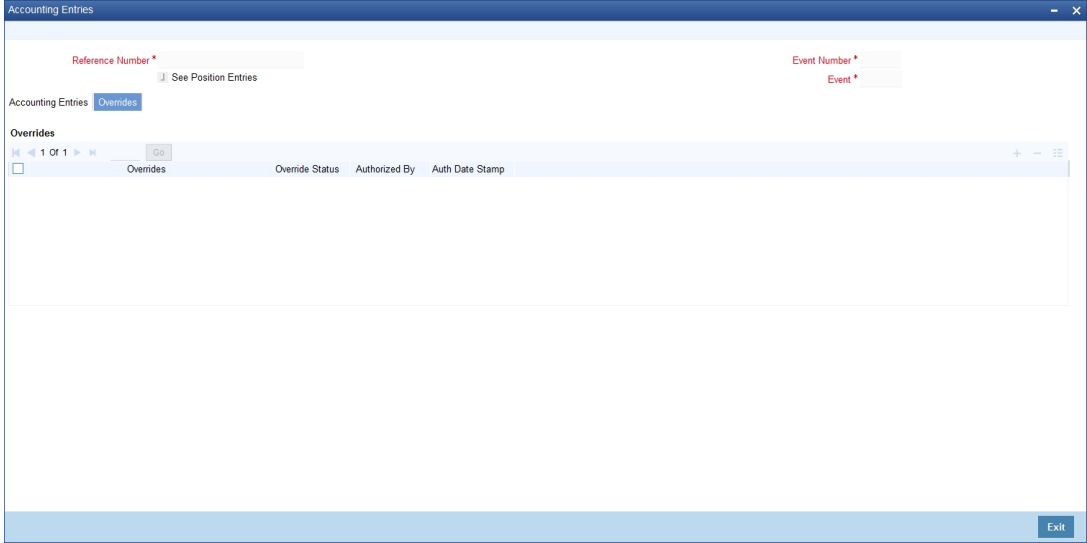 Accounting Entries
Reference Number *
Event Number *
See Position Entries
Event *
Accounting Entries Overrides
Overrides
1 Of 1 Go
Overrides Override Status Authorized By Auth Date Stamp
Exit